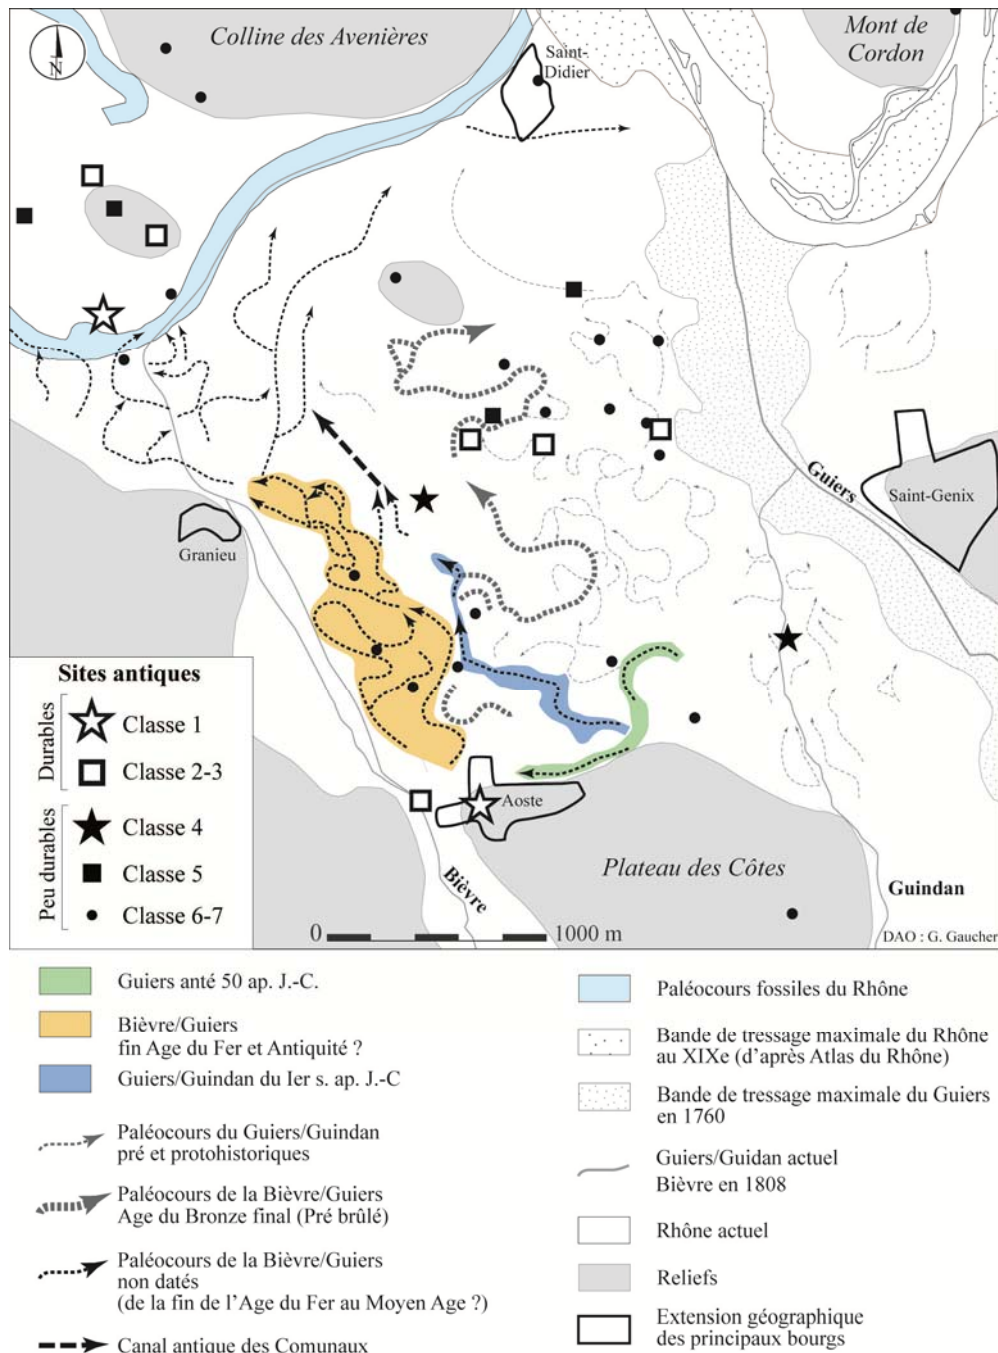 Colline des Avenières
Mont de
Cordon
Saint-
Didier
N
Guiers
Saint-Genix
Granieu
Sites antiques
Durables
Classe 1
Classe 2-3
Peu durables
Classe 4
Classe 5
Classe 6-7
Aoste
Plateau des Côtes
Bièvre
Guindan
0 1000 m
DAO : G. Gaucher
Guiers anté 50 ap. J.-C.
Bièvre/Guiers
fin Age du Fer et Antiquité ?
Guiers/Guindan du Ier s. ap. J.-C
Paléocours du Guiers/Guindan
pré et protohistoriques
Paléocours de la Bièvre/Guiers
Age du Bronze final (Pré brûlé)
Paléocours de la Bièvre/Guiers
non datés
(de la fin de l'Age du Fer au Moyen Age ?)
Canal antique des Comunaux
Paléocours fossiles du Rhône
Bande de tressage maximale du Rhône
au XIXe (d'après Atlas du Rhône)
Bande de tressage maximale du Guiers
en 1760
Guiers/Guidan actuel
Bièvre en 1808
Rhône actuel
Reliefs
Extension géographique
des principaux bourgs